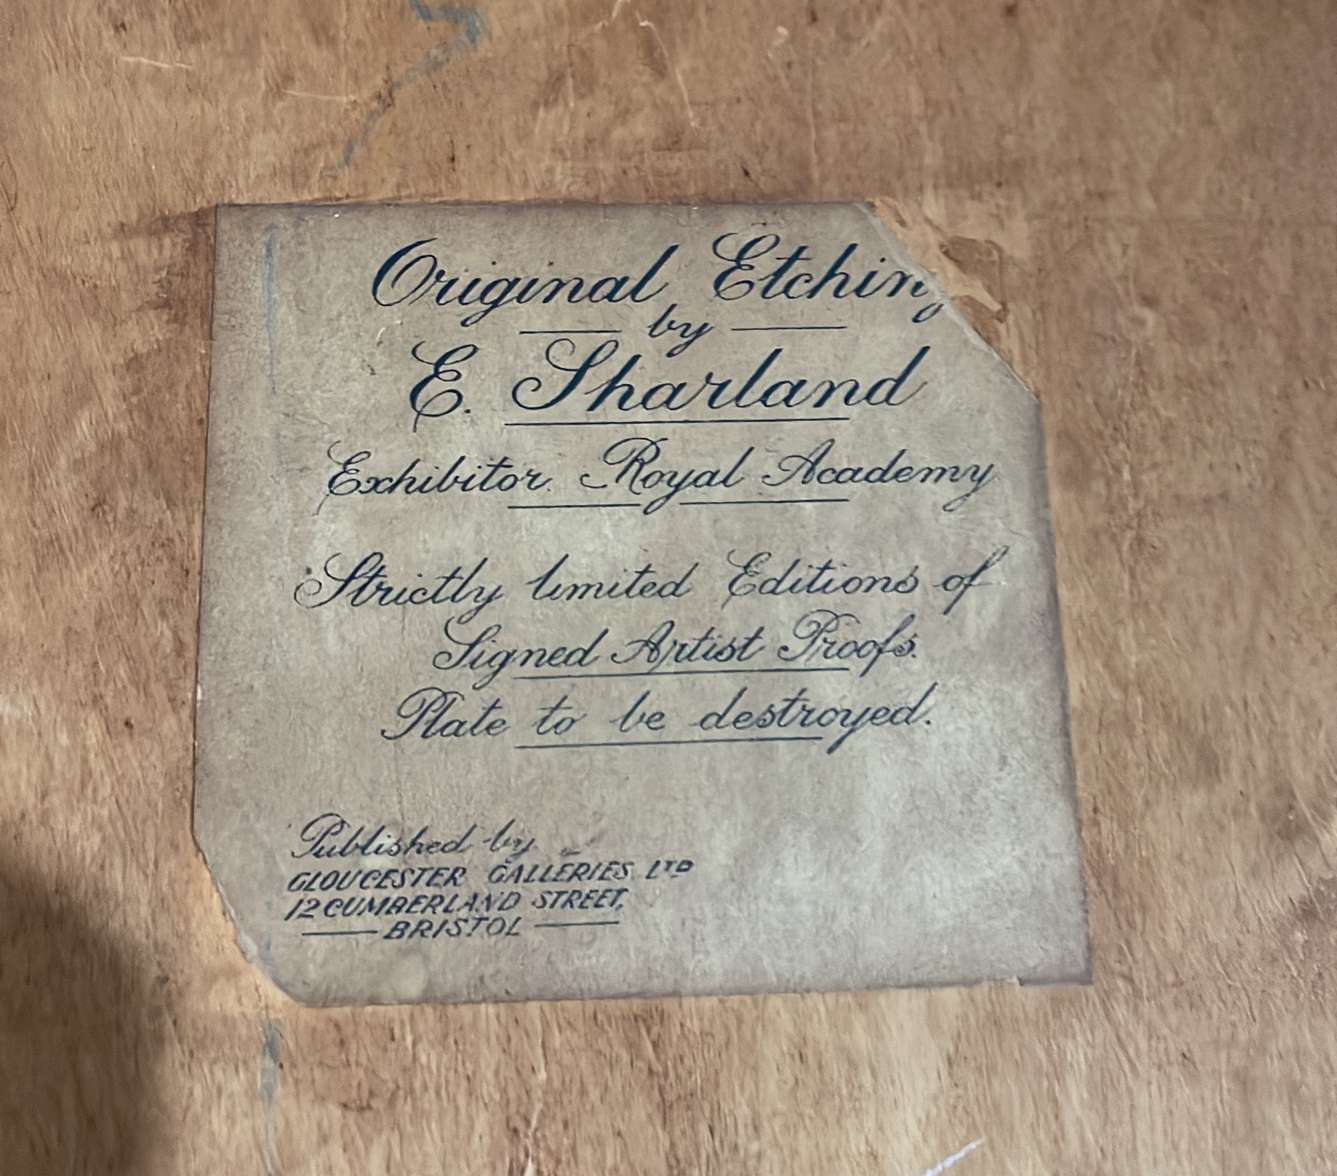 Original Etching
by
E. Sharland
Exhibitor Royal Academy
Strictly limited Editions of
Signed Artist Proofs.
Plate to be destroyed.
Published by
GLOUCESTER GALLERIES LTD
12 CUMBERLAND STREET,
BRISTOL